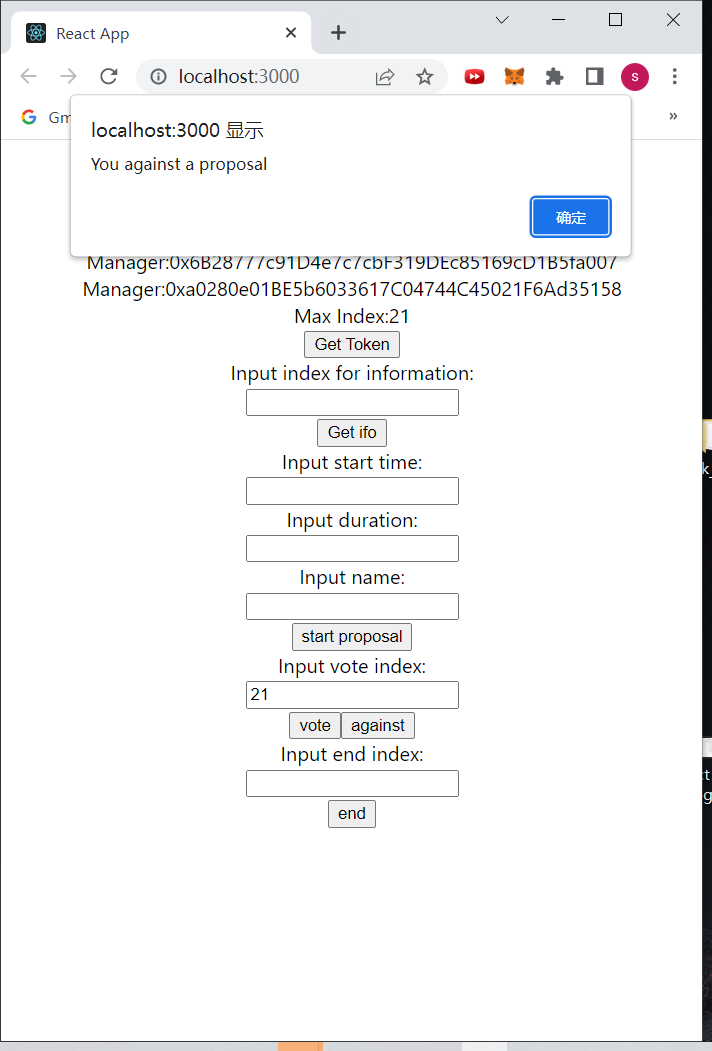 React App
localhost:3000
S
Gm
»
localhost:3000 显示
You against a proposal
确定
Manager:0x6B28777c91D4e7c7cbF319DEc85169cD1B5fa007
Manager:0xa0280e01BE5b6033617C04744C45021F6Ad35158
Max Index:21
Get Token
Input index for information:
Get ifo
Input start time:
Input duration:
Input name:
start proposal
Input vote index:
21
vote against
Input end index:
end